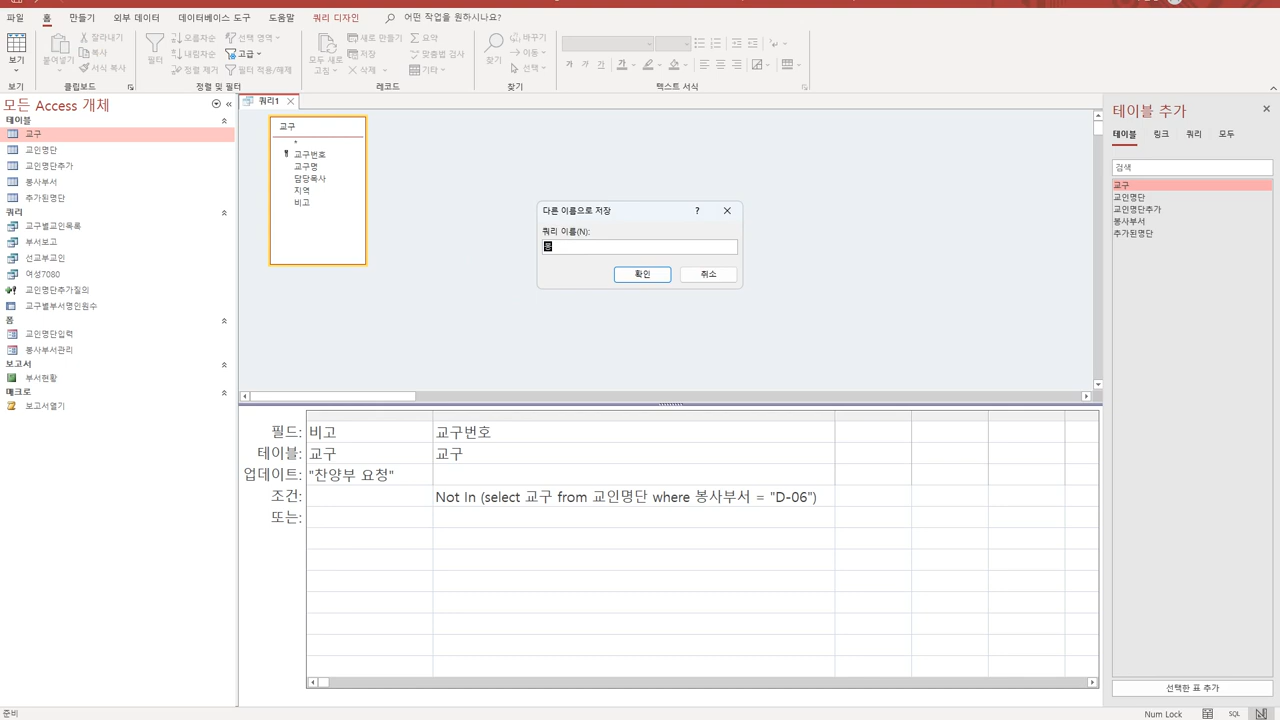 파일 홈 만들기 외부 데이터 데이터베이스 도구 도움말 쿼리 디자인 어떤 작업을 원하시나요?
보기
붙여넣기
잘라내기
복사
서식 복사
필터
오름차순
내림차순
정렬 제거
선택 영역
고급
필터 적용/해제
모두 새로 고침
새로 만들기
저장
삭제
요약
맞춤법 검사
기타
찾기
바꾸기
이동
선택
가 가 가 가
보기 클립보드 정렬 및 필터 레코드 찾기 텍스트 서식
모든 Access 개체
테이블
교구
교인명단
교인명단추가
봉사부서
추가된명단
쿼리
교구별교인목록
부서보고
선교부교인
여성7080
교인명단추가질의
교구별부서명인원수
폼
교인명단입력
봉사부서관리
보고서
부서현황
매크로
보고서열기
쿼리1
교구
*
교구번호
교구명
담당목사
지역
비고
다른 이름으로 저장 ?
쿼리 이름(N):
확인 취소
필드: 비고 교구번호
테이블: 교구 교구
업데이트: "찬양부 요청"
조건: Not In (select 교구 from 교인명단 where 봉사부서 = "D-06")
또는:
테이블 추가
테이블 링크 쿼리 모두
검색
교구
교인명단
교인명단추가
봉사부서
추가된명단
선택한 표 추가
준비 Num Lock SQL